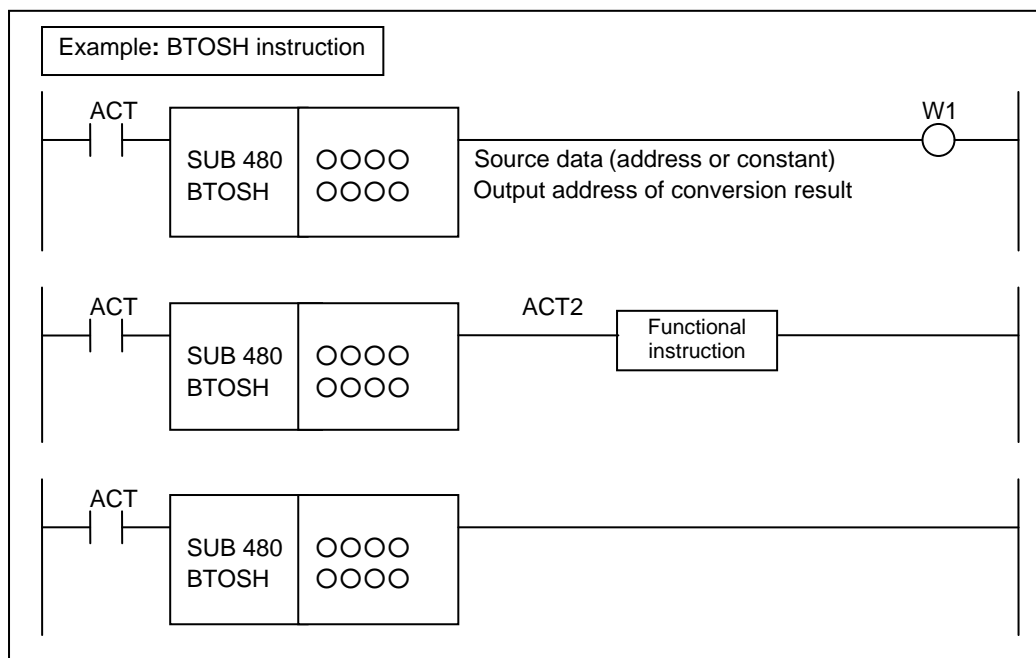 Example: BTOSH instruction
ACT W1
SUB 480 ○○○○ Source data (address or constant)
BTOSH ○○○○ Output address of conversion result
ACT ACT2
Functional
instruction
SUB 480 ○○○○
BTOSH ○○○○
ACT
SUB 480 ○○○○
BTOSH ○○○○